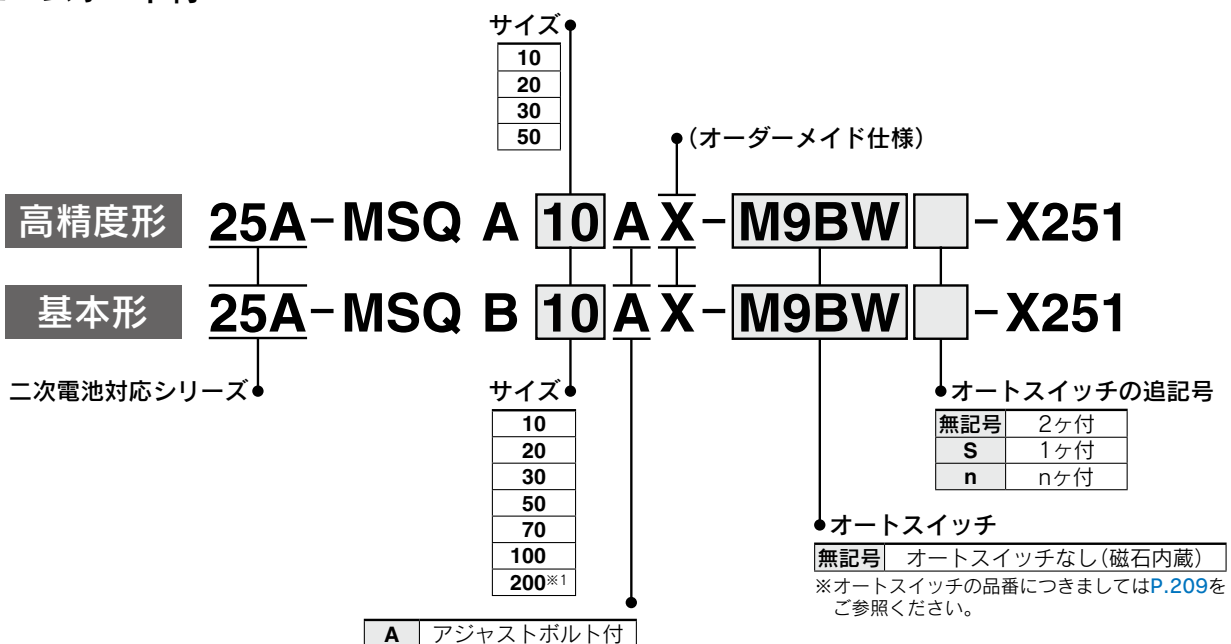 サイズ
10
20
30
50
(オーダーメイド仕様)
高精度形 25A-MSQ A 10 A X-M9BW -X251
基本形 25A-MSQ B 10 A X-M9BW -X251
二次電池対応シリーズ
サイズ
10
20
30
50
70
100
200※1
A アジャストボルト付
オートスイッチの追記号
無記号 2ヶ付
S 1ヶ付
n nヶ付
オートスイッチ
無記号 オートスイッチなし(磁石内蔵)
※オートスイッチの品番につきましてはP.209を
ご参照ください。